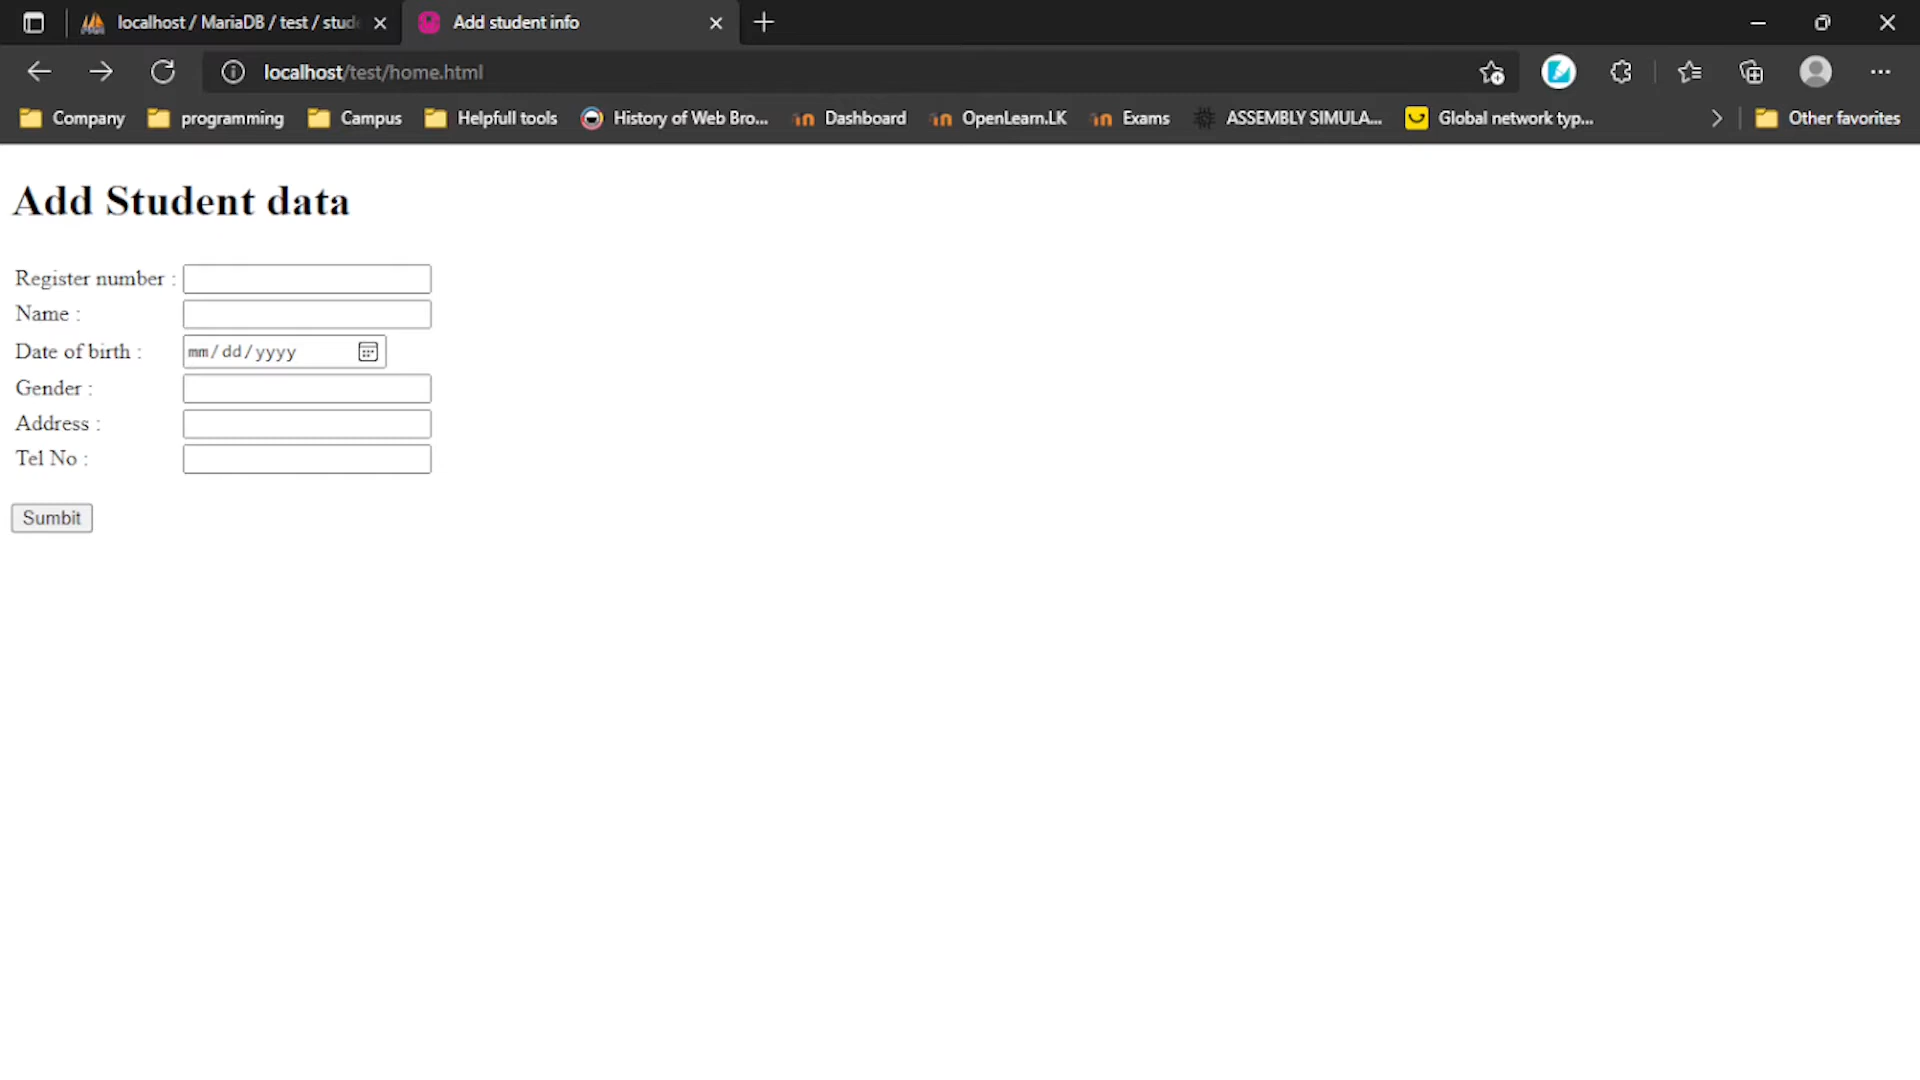 localhost / MariaDB / test / stud
Add student info
localhost/test/home.html
Company
programming
Campus
Helpfull tools
History of Web Bro...
Dashboard
OpenLearn.LK
Exams
ASSEMBLY SIMULA...
Global network typ...
Other favorites
Add Student data
Register number :
Name :
Date of birth : mm/dd/yyyy
Gender :
Address :
Tel No :
Sumbit